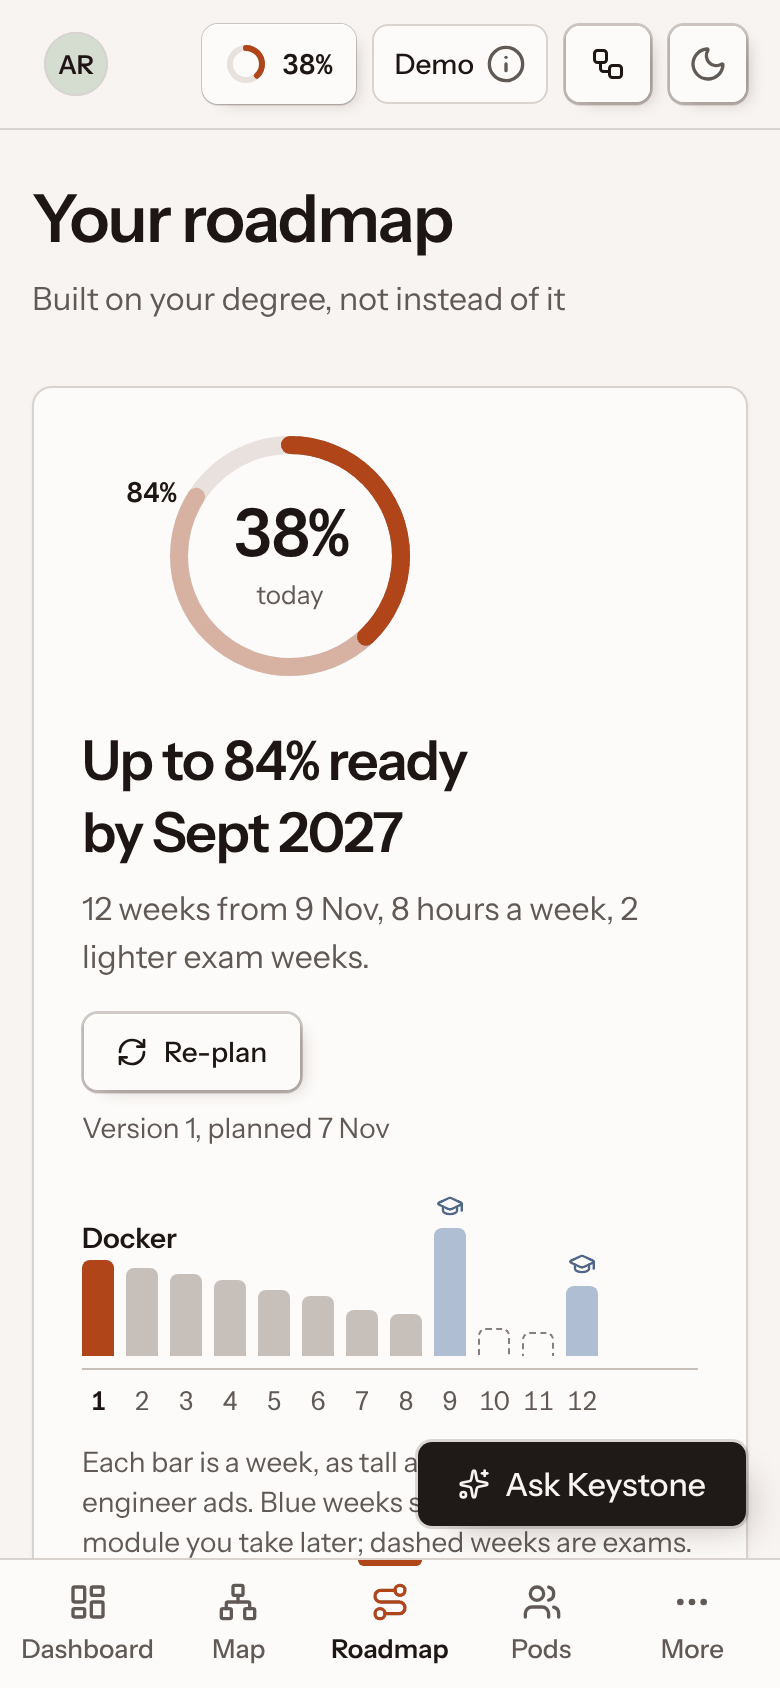 AR
38%
Demo
Your roadmap
Built on your degree, not instead of it
84%
38%
today
Up to 84% ready
by Sept 2027
12 weeks from 9 Nov, 8 hours a week, 2
lighter exam weeks.
Re-plan
Version 1, planned 7 Nov
Docker
1 2 3 4 5 6 7 8 9 10 11 12
Each bar is a week, as tall a
engineer ads. Blue weeks s
module you take later; dashed weeks are exams.
Ask Keystone
Dashboard
Map
Roadmap
Pods
More